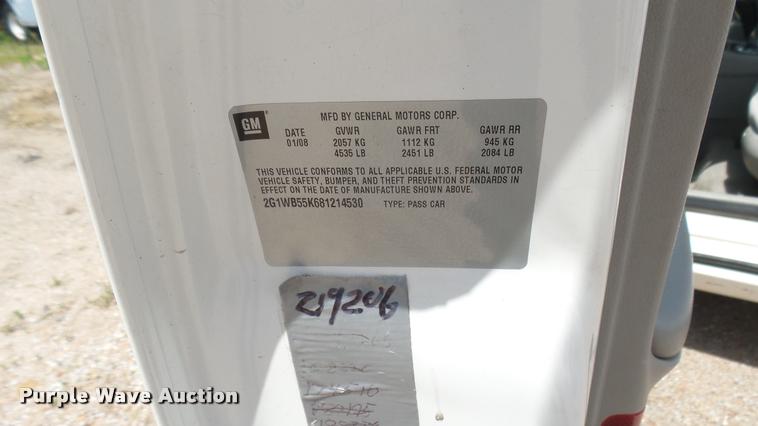 GM
MFD BY GENERAL MOTORS CORP.
DATE GVWR GAWR FRT GAWR RR
01/08 2057 KG 1112 KG 945 KG
4535 LB 2451 LB 2084 LB
THIS VEHICLE CONFORMS TO ALL APPLICABLE U.S. FEDERAL MOTOR
VEHICLE SAFETY, BUMPER, AND THEFT PREVENTION STANDARDS IN
EFFECT ON THE DATE OF MANUFACTURE SHOWN ABOVE.
2G1WB55K681214530 TYPE: PASS CAR
219206
Purple Wave Auction